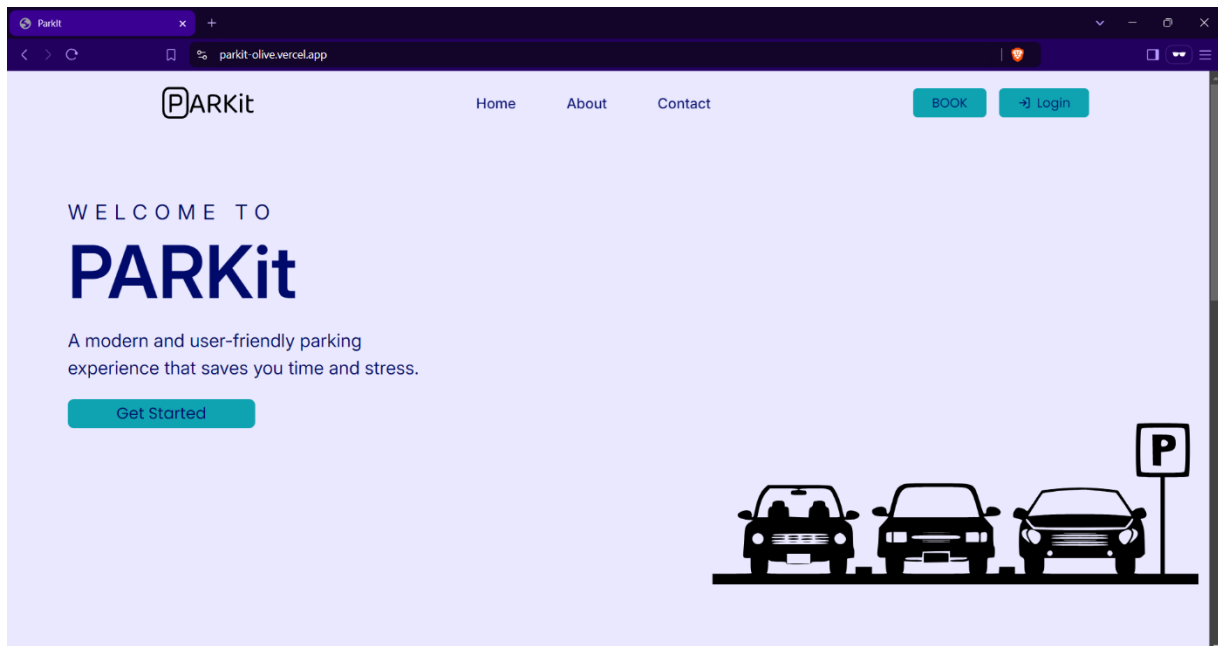 ParkIt
parkit-olive.vercel.app
PARKit
Home About Contact BOOK Login
WELCOME TO
PARKit
A modern and user-friendly parking
experience that saves you time and stress.
Get Started
P